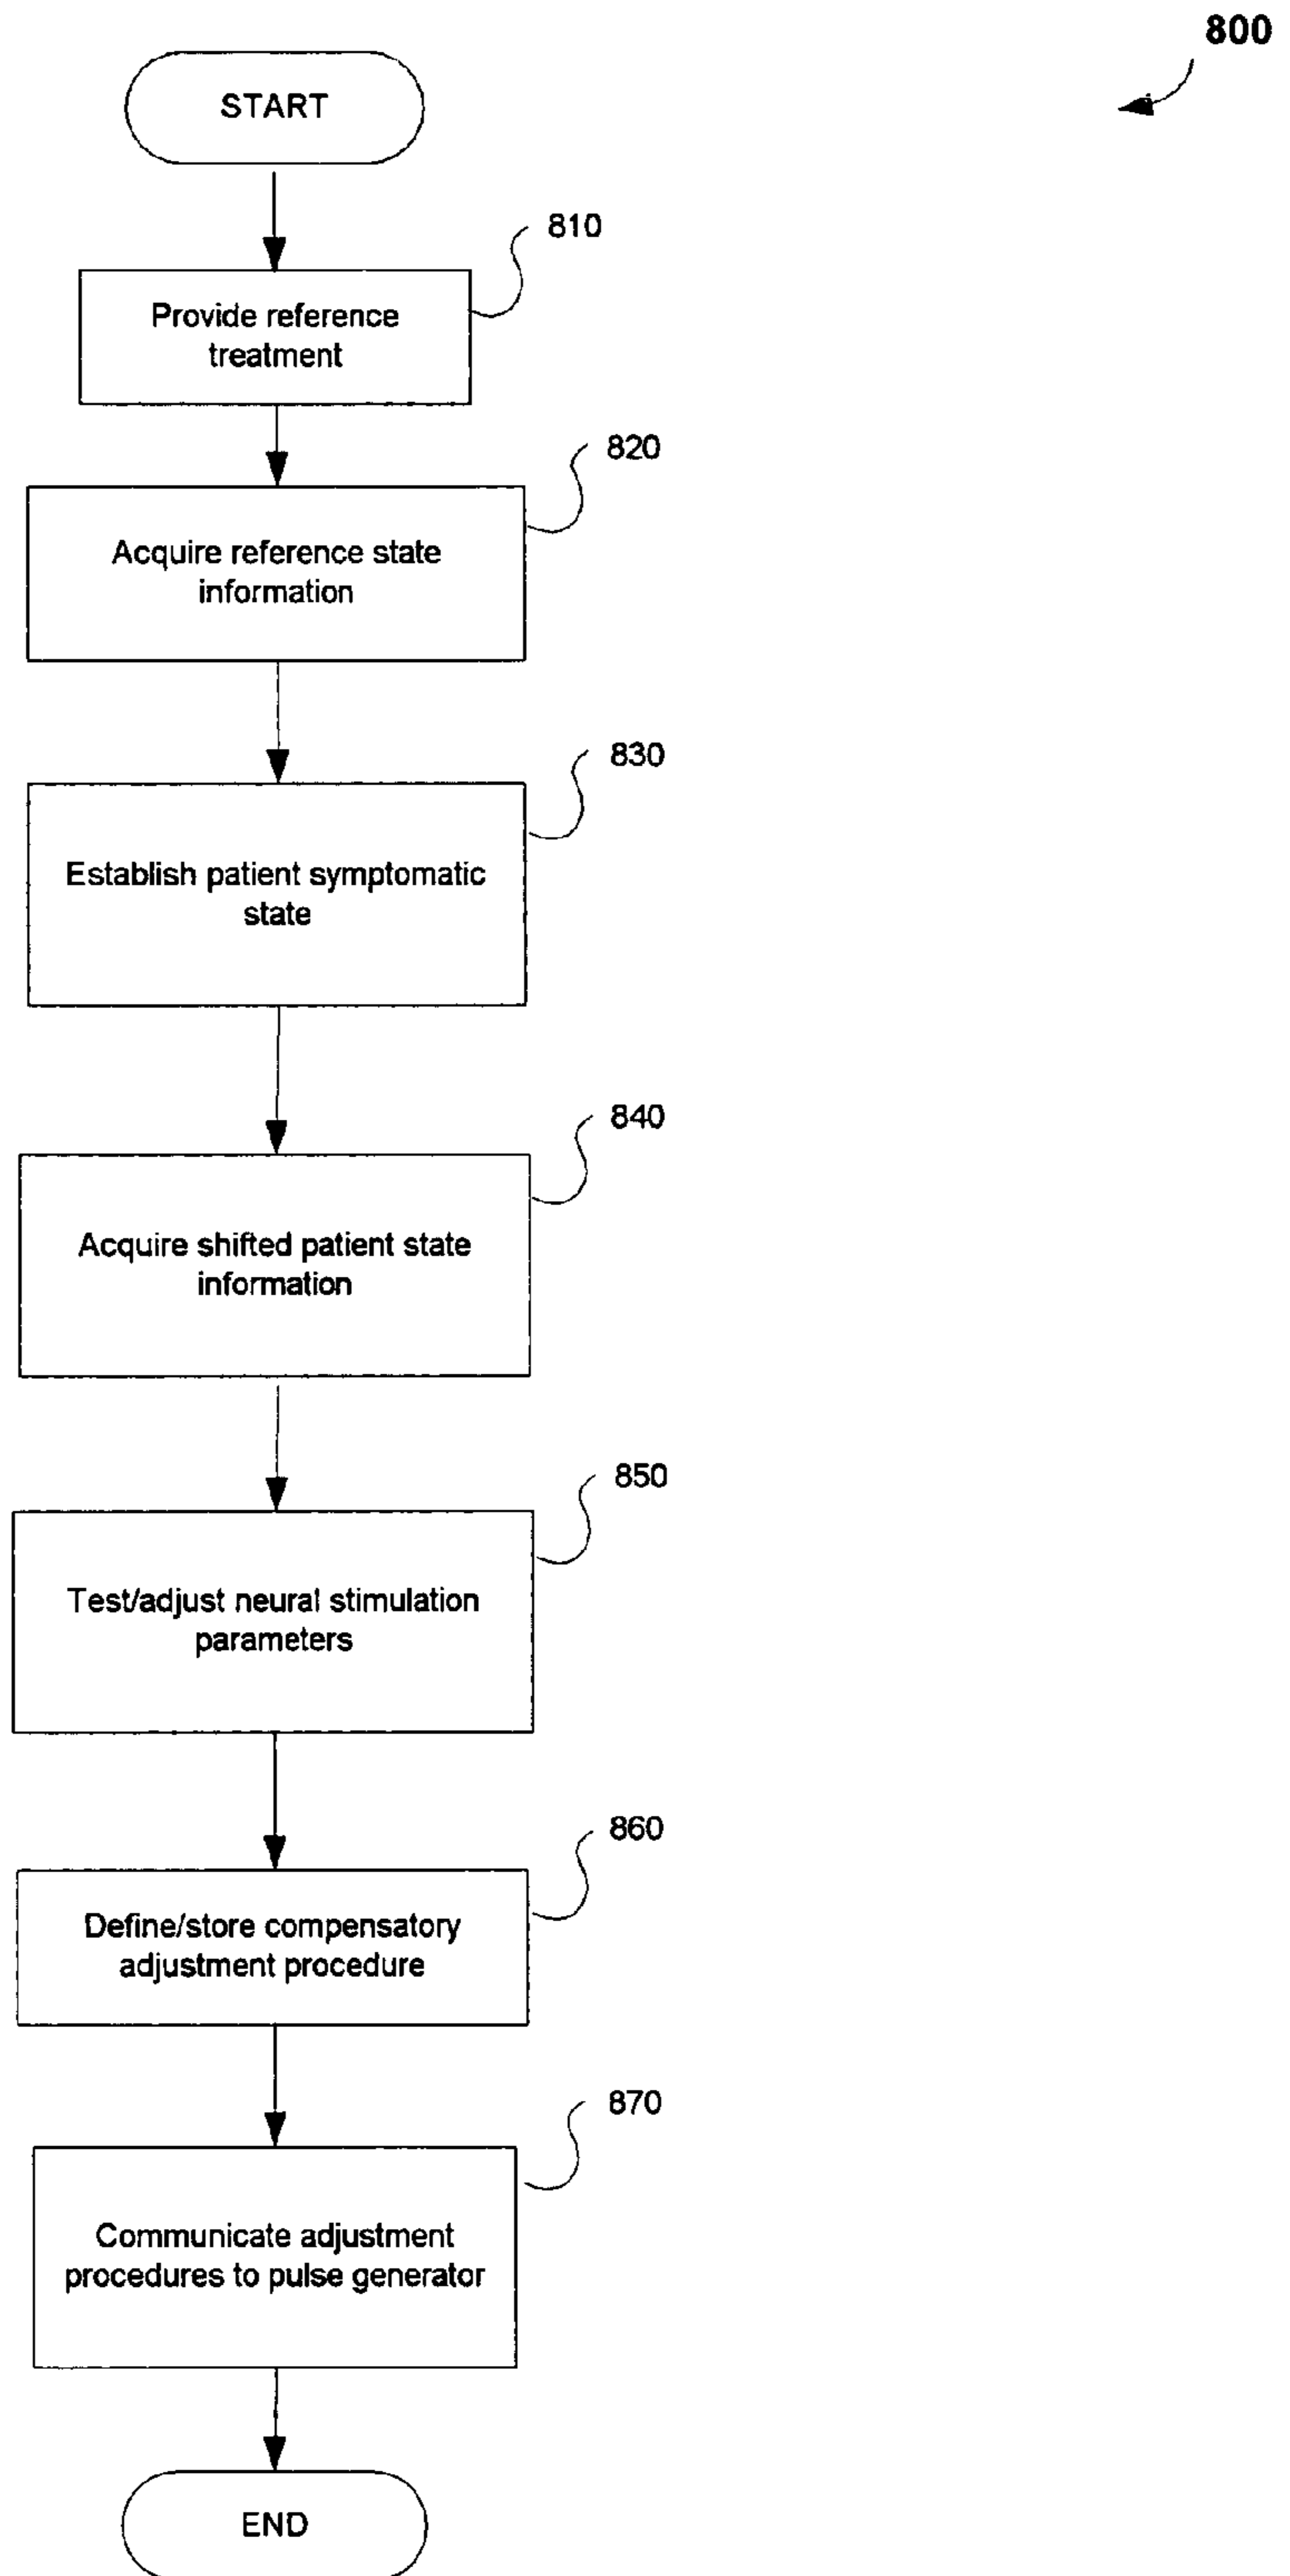 800
START
810
Provide reference
treatment
820
Acquire reference state
information
830
Establish patient symptomatic
state
840
Acquire shifted patient state
information
850
Test/adjust neural stimulation
parameters
860
Define/store compensatory
adjustment procedure
870
Communicate adjustment
procedures to pulse generator
END